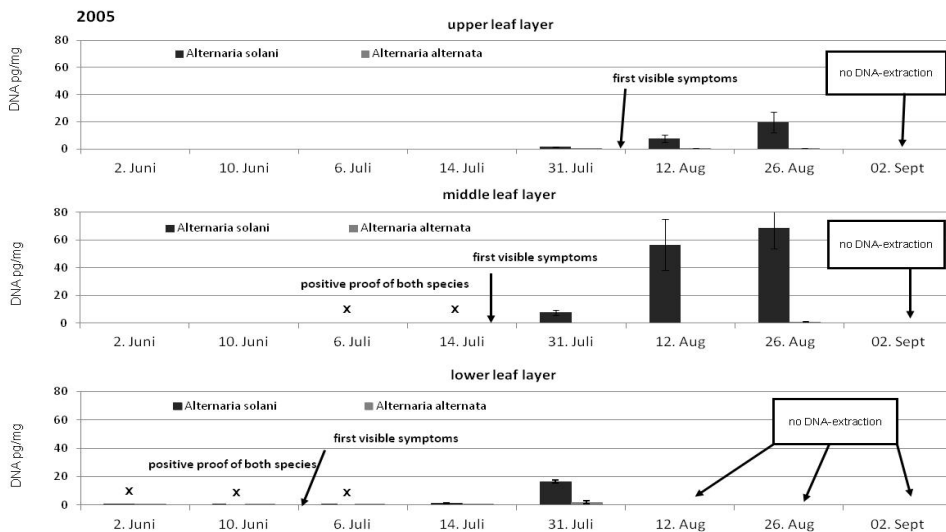 2005
upper leaf layer
DNA pg/mg
80
60
40
20
0
Alternaria solani
Alternaria alternata
first visible symptoms
no DNA-extraction
2. Juni
10. Juni
6. Juli
14. Juli
31. Juli
12. Aug
26. Aug
02. Sept
middle leaf layer
DNA pg/mg
80
60
40
20
0
Alternaria solani
Alternaria alternata
first visible symptoms
no DNA-extraction
positive proof of both species
x
x
2. Juni
10. Juni
6. Juli
14. Juli
31. Juli
12. Aug
26. Aug
02. Sept
lower leaf layer
DNA pg/mg
80
60
40
20
0
Alternaria solani
Alternaria alternata
first visible symptoms
no DNA-extraction
positive proof of both species
x
x
x
2. Juni
10. Juni
6. Juli
14. Juli
31. Juli
12. Aug
26. Aug
02. Sept